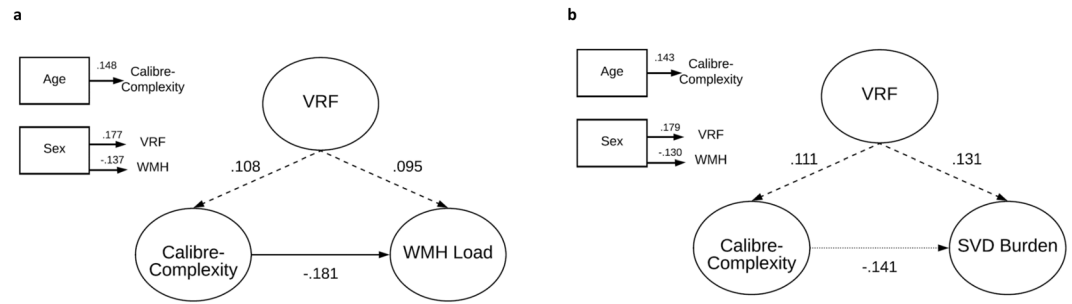 a
Age
.148
Calibre-
Complexity
Sex
.177
VRF
-.137
WMH
VRF
.108
.095
Calibre-
Complexity
WMH Load
-.181
b
Age
.143
Calibre-
Complexity
Sex
.179
VRF
-.130
WMH
VRF
.111
.131
Calibre-
Complexity
SVD Burden
-.141